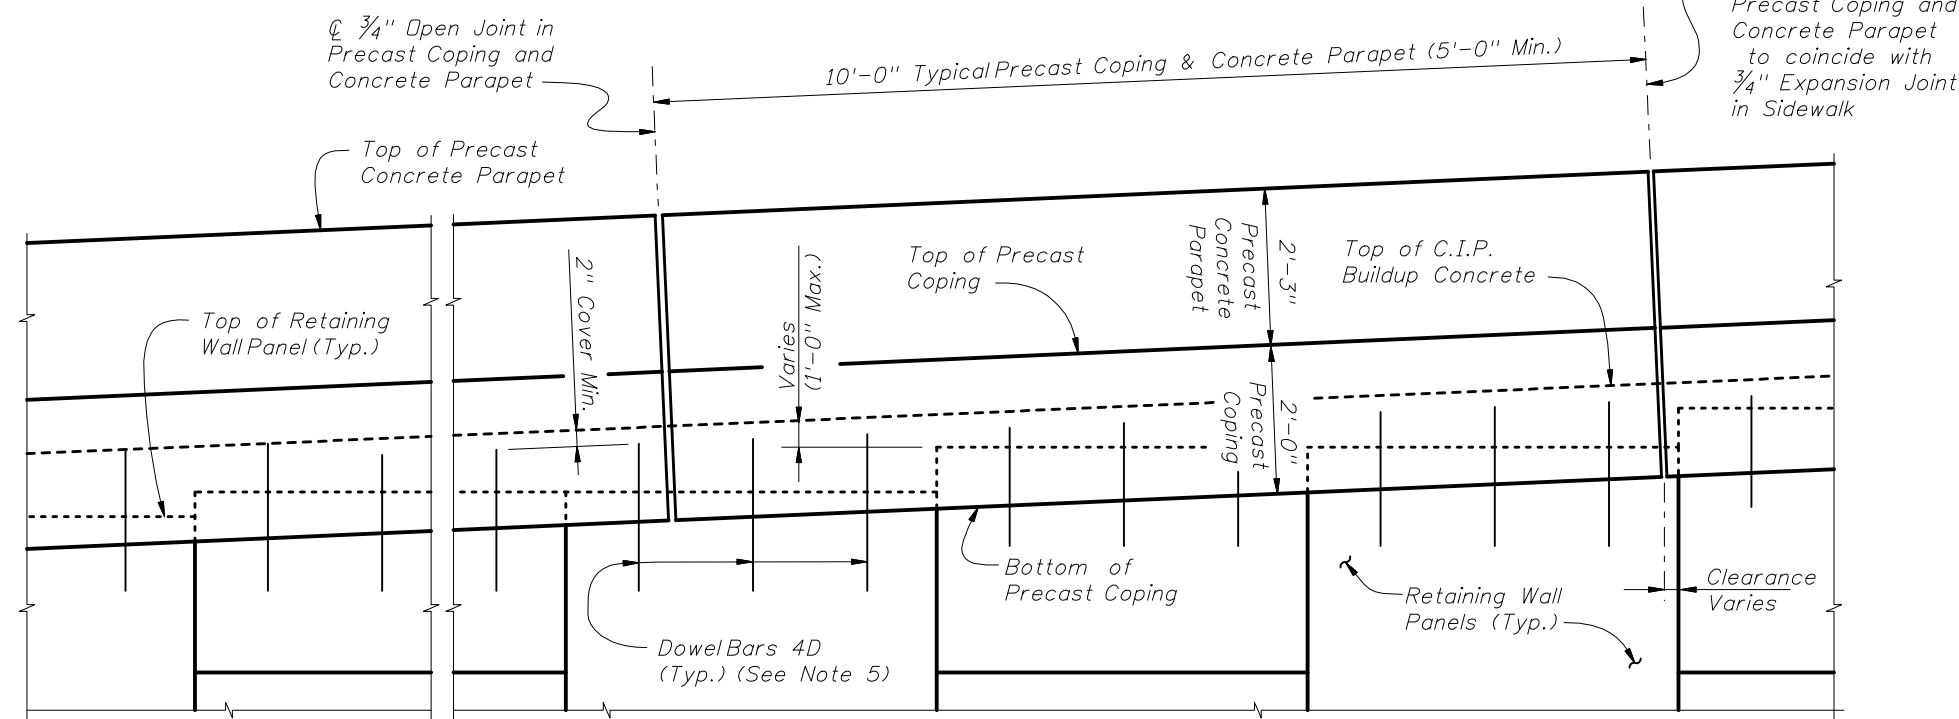 ℄ ¾" Open Joint in
Precast Coping and
Concrete Parapet
10'-0" Typical Precast Coping & Concrete Parapet (5'-0" Min.)
Precast Coping and
Concrete Parapet
to coincide with
¾" Expansion Joint
in Sidewalk
Top of Precast
Concrete Parapet
Top of Retaining
Wall Panel (Typ.)
2" Cover Min.
Varies
(1'-0" Max.)
Top of Precast
Coping
2'-3"
Precast
Concrete
Parapet
Top of C.I.P.
Buildup Concrete
2'-0"
Precast
Coping
Bottom of
Precast Coping
Dowel Bars 4D
(Typ.) (See Note 5)
Retaining Wall
Panels (Typ.)
Clearance
Varies